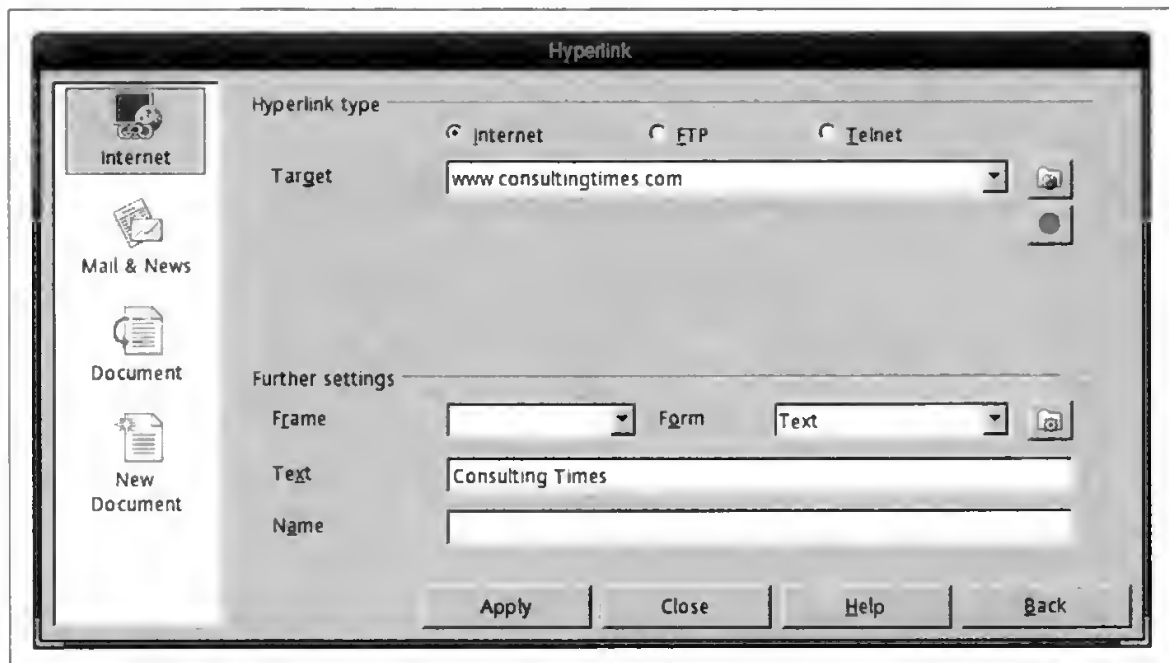 Hyperlink
Internet
Mail & News
Document
New
Document
Hyperlink type
Internet FTP Telnet
Target www consultingtimes com
Further settings
Frame Form Text
Text Consulting Times
Name
Apply Close Help Back